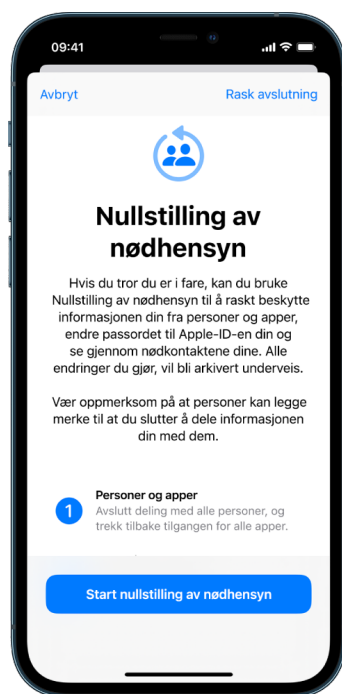 09:41
Avbryt
Rask avslutning
Nullstilling av
nødhensyn
Hvis du tror du er i fare, kan du bruke
Nullstilling av nødhensyn til å raskt beskytte
informasjonen din fra personer og apper,
endre passordet til Apple-ID-en din og
se gjennom nødkontaktene dine. Alle
endringer du gjør, vil bli arkivert underveis.
Vær oppmerksom på at personer kan legge
merke til at du slutter å dele informasjonen
din med dem.
1
Personer og apper
Avslutt deling med alle personer, og
trekk tilbake tilgangen for alle apper.
Start nullstilling av nødhensyn